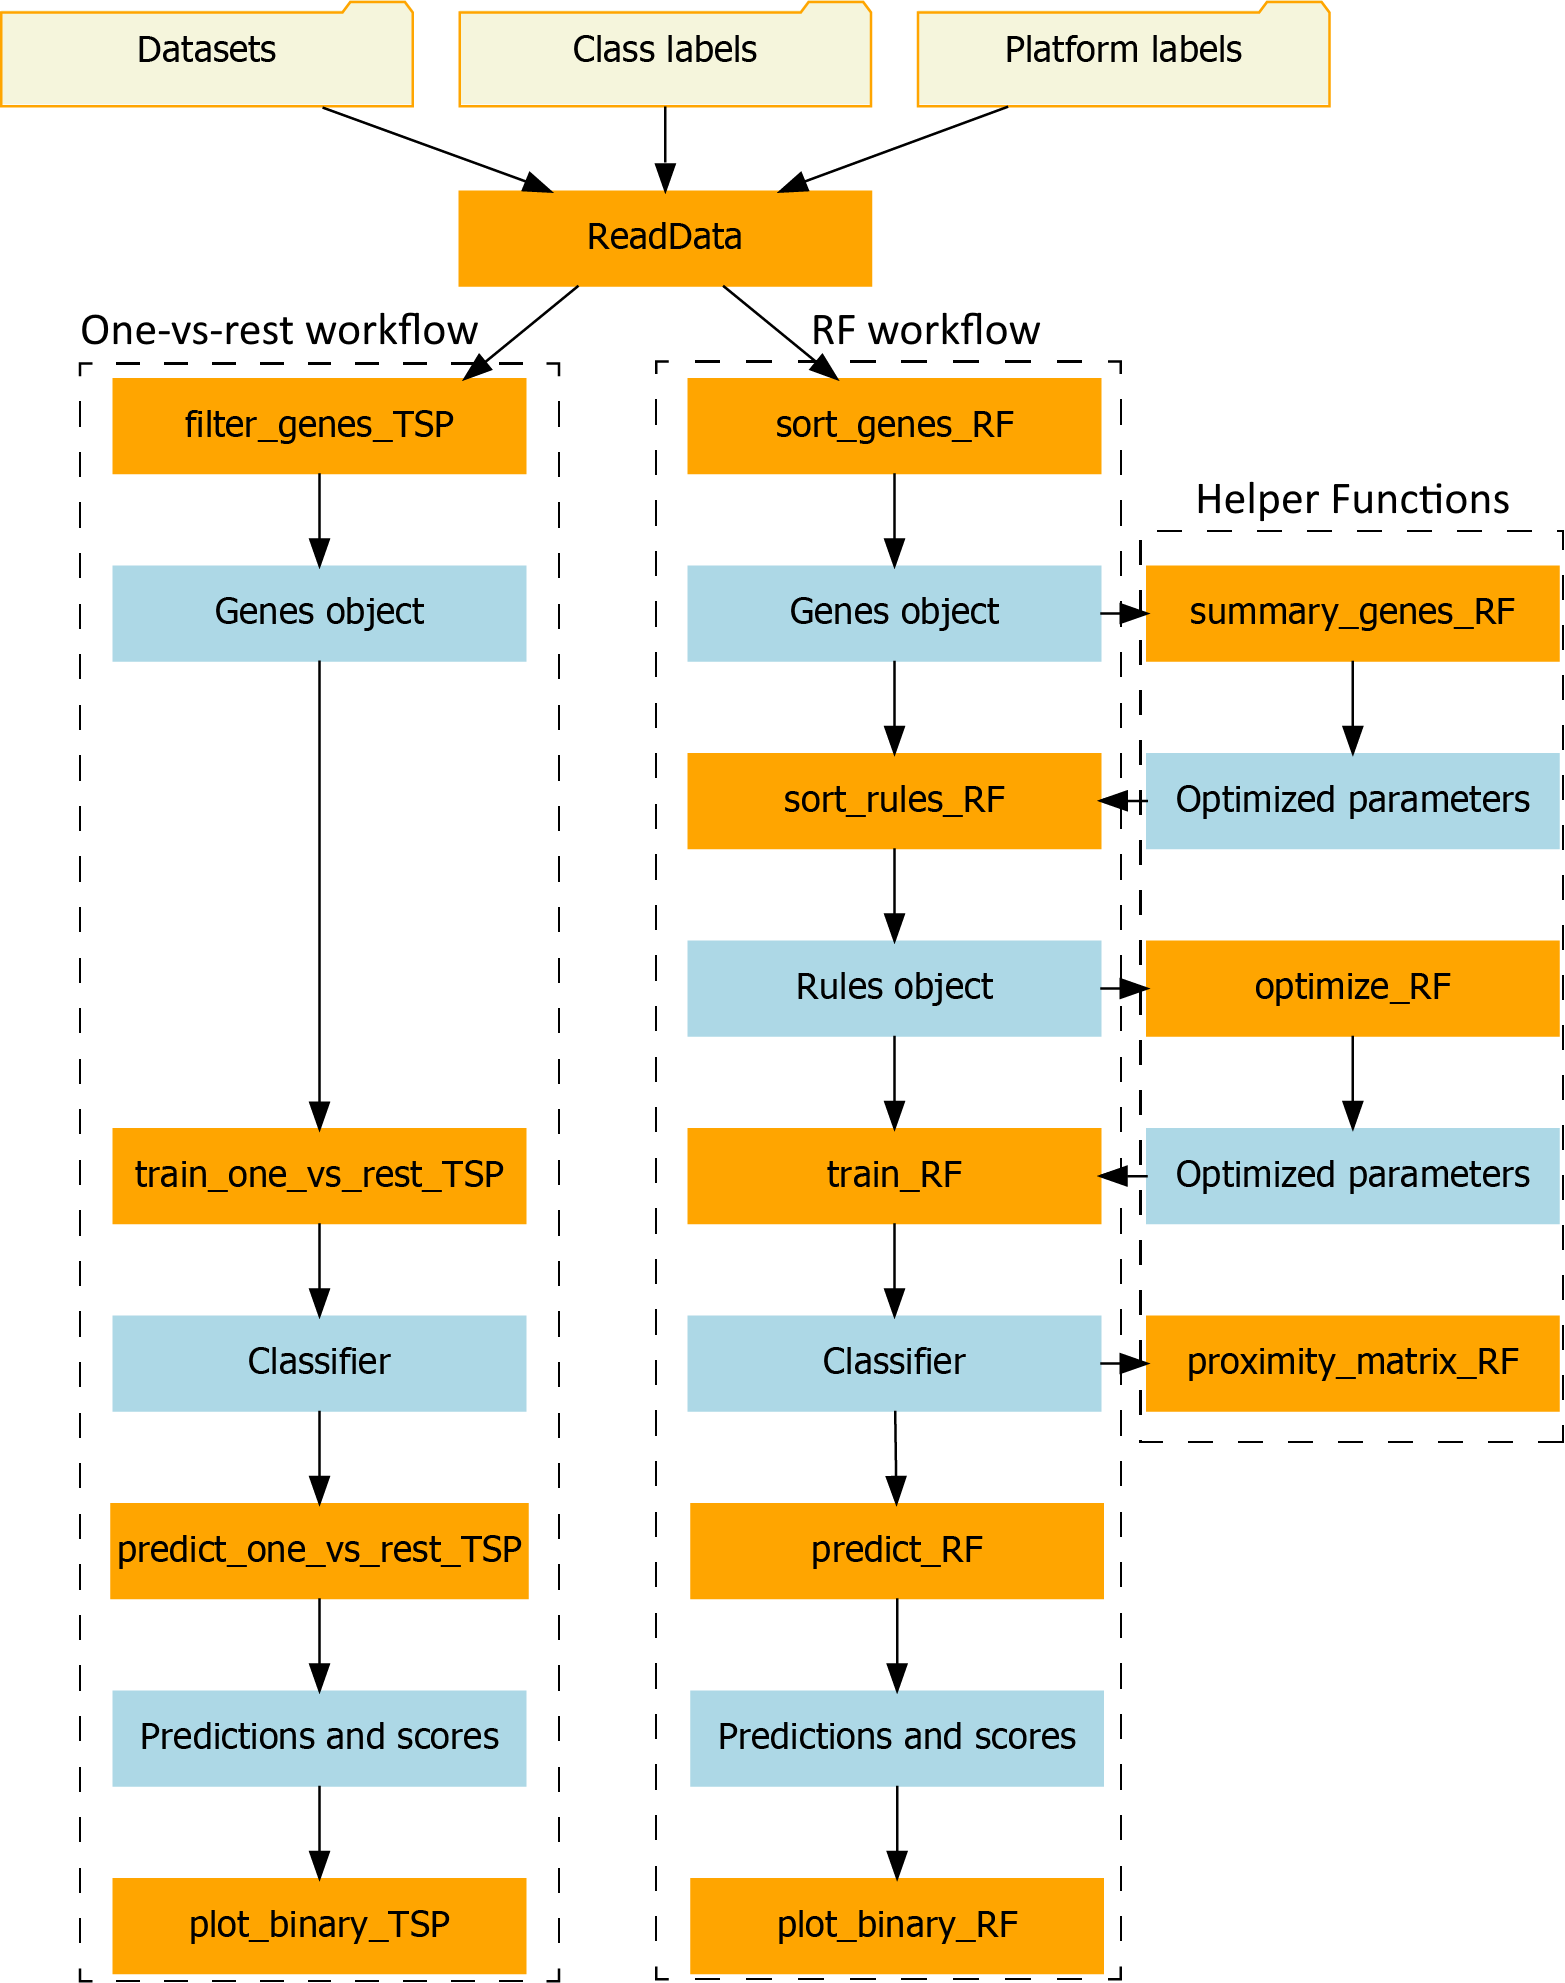 Datasets
Class labels
Platform labels
ReadData
One-vs-rest workflow
filter_genes_TSP
Genes object
train_one_vs_rest_TSP
Classifier
predict_one_vs_rest_TSP
Predictions and scores
plot_binary_TSP
RF workflow
sort_genes_RF
Genes object
sort_rules_RF
Rules object
train_RF
Classifier
predict_RF
Predictions and scores
plot_binary_RF
Helper Functions
summary_genes_RF
Optimized parameters
optimize_RF
Optimized parameters
proximity_matrix_RF